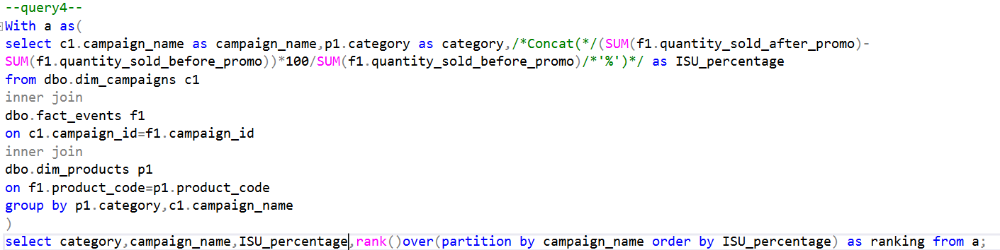 --query4--
With a as(
select c1.campaign_name as campaign_name,p1.category as category,/*Concat(*/(SUM(f1.quantity_sold_after_promo)-
SUM(f1.quantity_sold_before_promo))*100/SUM(f1.quantity_sold_before_promo)/*'%')*/ as ISU_percentage
from dbo.dim_campaigns c1
inner join
dbo.fact_events f1
on c1.campaign_id=f1.campaign_id
inner join
dbo.dim_products p1
on f1.product_code=p1.product_code
group by p1.category,c1.campaign_name
)
select category,campaign_name,ISU_percentage,rank()over(partition by campaign_name order by ISU_percentage) as ranking from a;